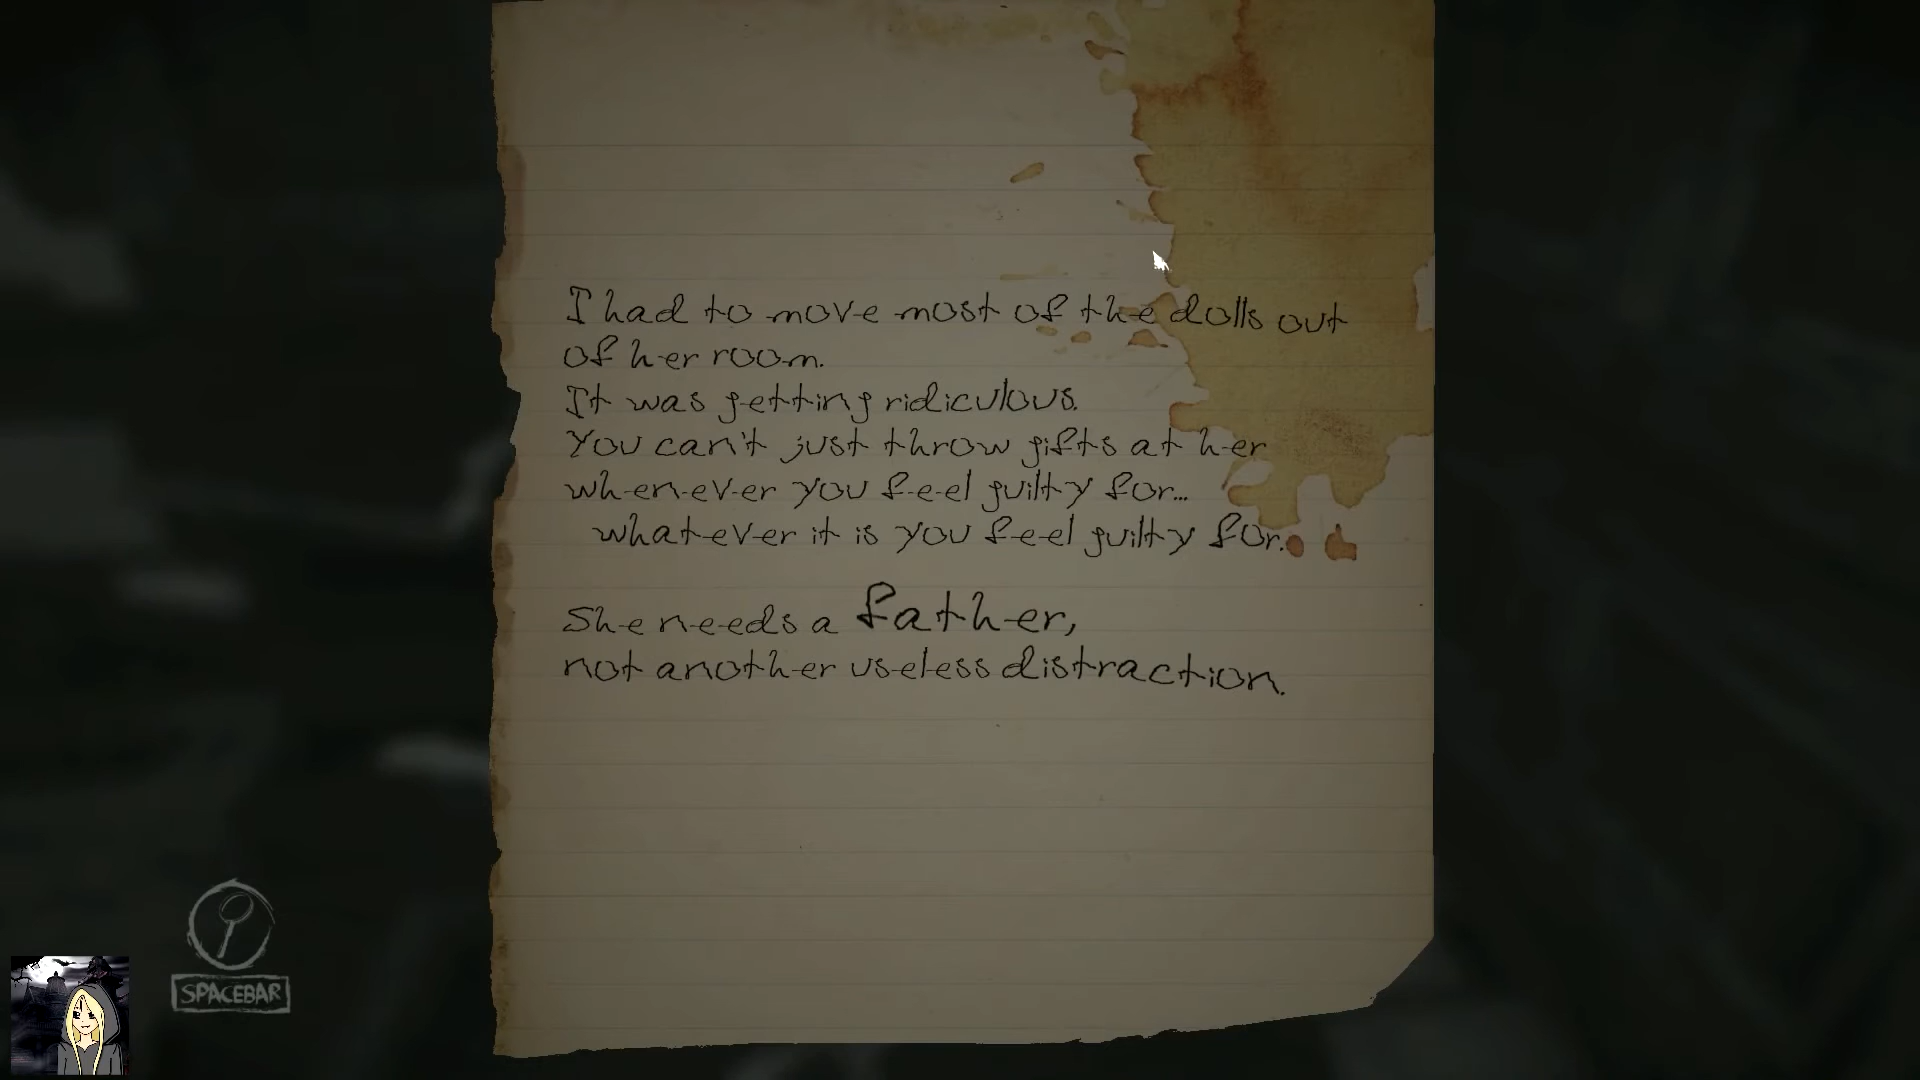 I had to move most of the dolls out
of her room.
It was getting ridiculous.
You can't just throw gifts at her
whenever you feel guilty for...
whatever it is you feel guilty for.
She needs a father,
not another useless distraction.
SPACEBAR